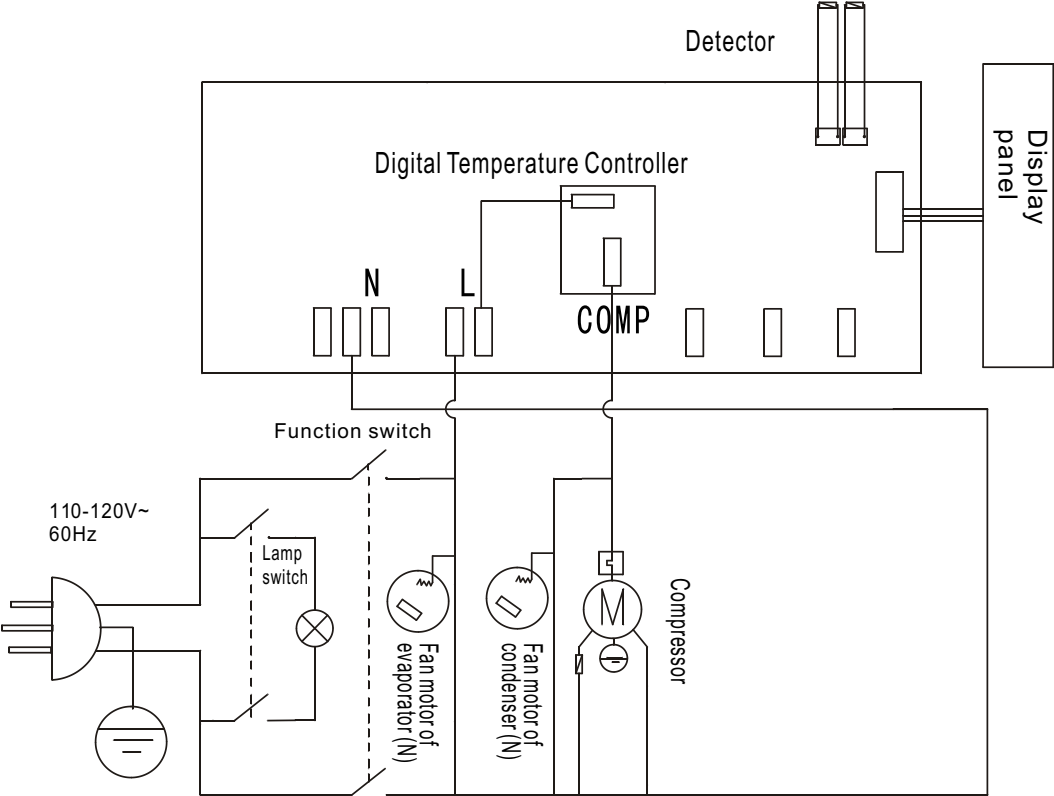 Detector
Display
panel
Digital Temperature Controller
N
L
COMP
Function switch
110-120V~
60Hz
Lamp
switch
M
Compressor
Fan motor of
evaporator (N)
Fan motor of
condenser (N)